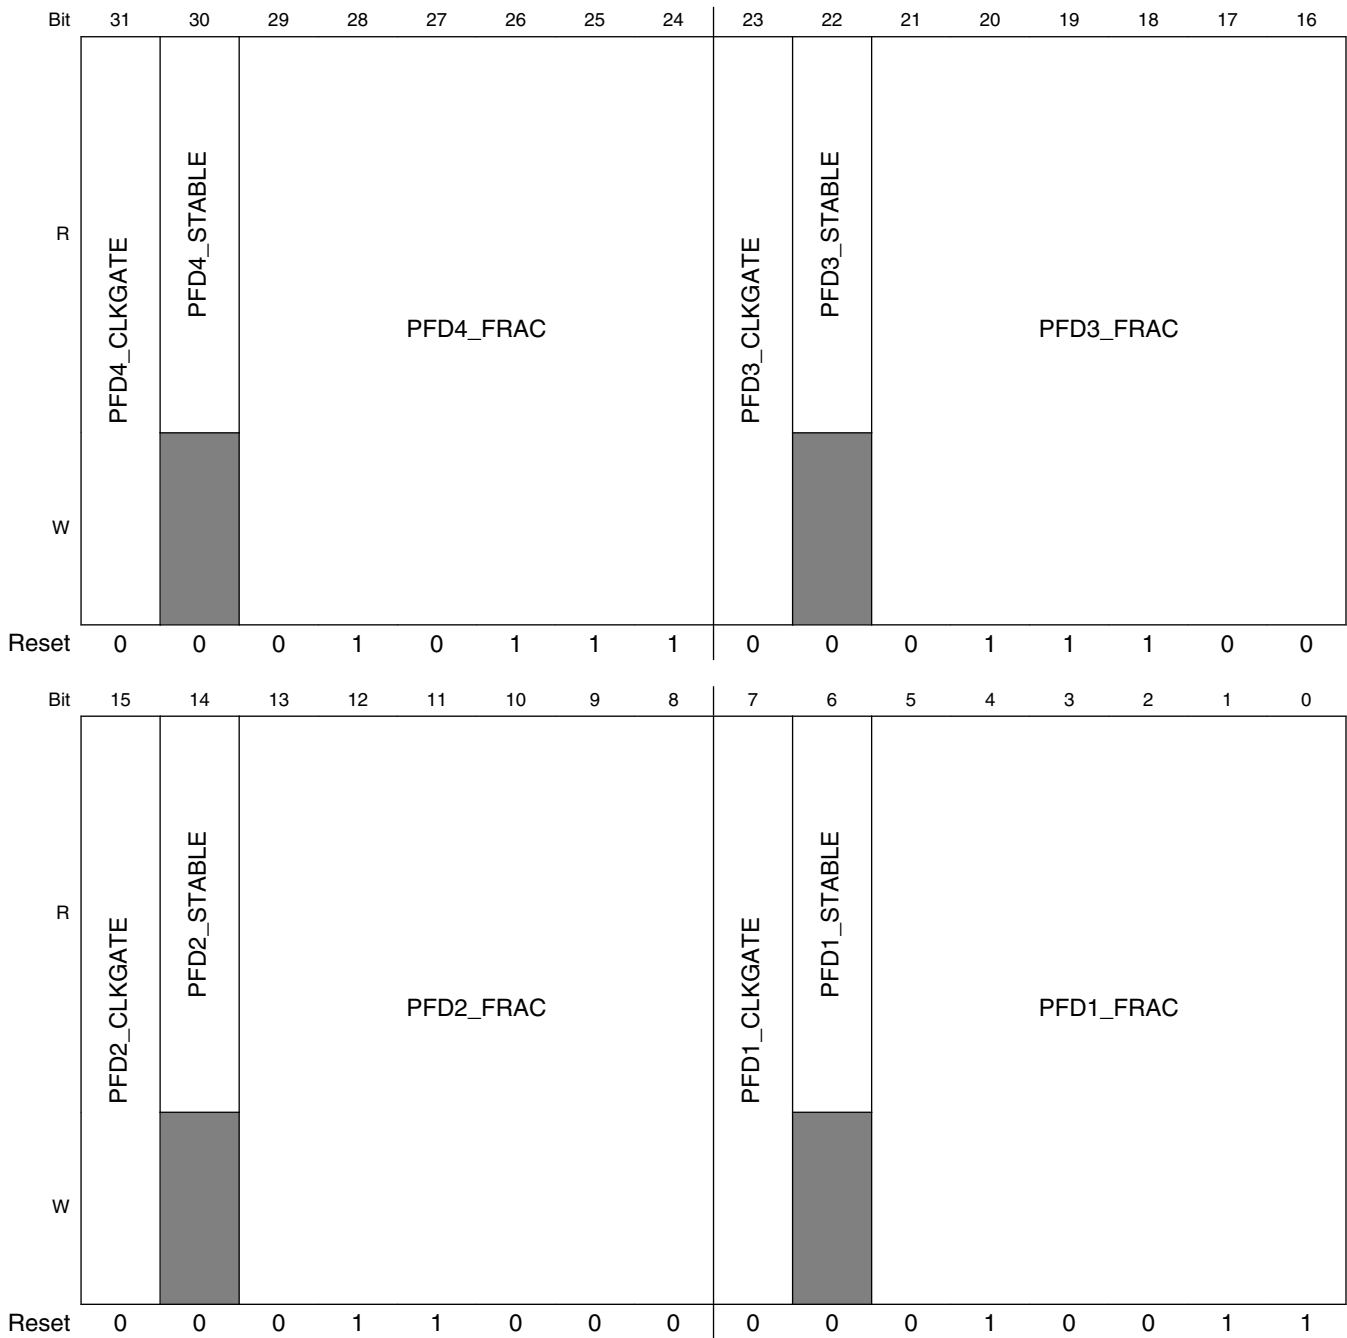 Bit 31 30 29 28 27 26 25 24 23 22 21 20 19 18 17 16
R
PFD4_CLKGATE
PFD4_STABLE
PFD4_FRAC
PFD3_CLKGATE
PFD3_STABLE
PFD3_FRAC
W
Reset 0 0 0 1 0 1 1 1 0 0 0 1 1 1 0 0
Bit 15 14 13 12 11 10 9 8 7 6 5 4 3 2 1 0
R
PFD2_CLKGATE
PFD2_STABLE
PFD2_FRAC
PFD1_CLKGATE
PFD1_STABLE
PFD1_FRAC
W
Reset 0 0 0 1 1 0 0 0 0 0 0 1 0 0 1 1